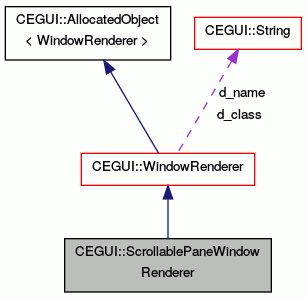 CEGUI::AllocatedObject
< WindowRenderer >
CEGUI::String
d_name
d_class
CEGUI::WindowRenderer
CEGUI::ScrollablePaneWindow
Renderer